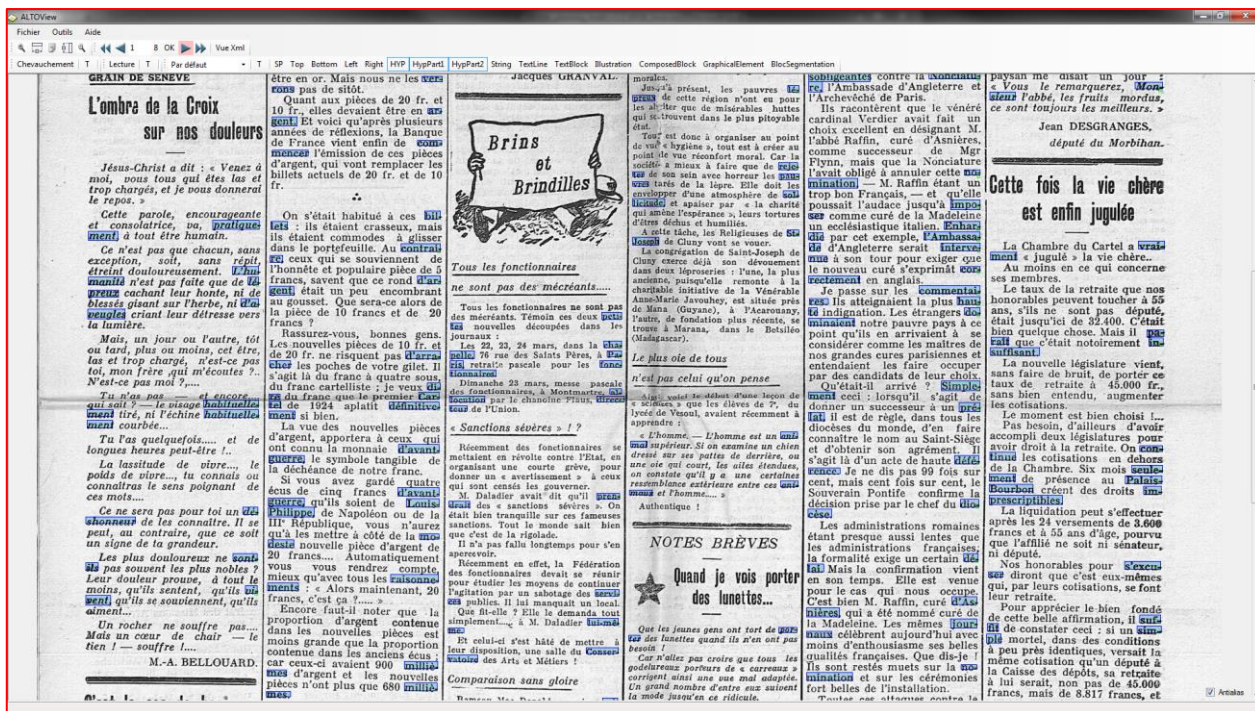 ALTOView
Fichier Outils Aide
1 8 OK Vue Xml
Chevauchement T Lecture T Par défaut T SP Top Bottom Left Right HYP HypPart1 HypPart2 String TextLine TextBlock Illustration ComposedBlock GraphicalElement BlocSegmentation
GRAIN DE SENEVE
L'ombra de la Croix
sur nos douleurs
Jésus-Christ a dit : « Venez à
moi, vous tous qui êtes las et
trop chargés, et je vous donnerai
le repos. »
Cette parole, encourageante
et consolatrice, va, pratique-
ment, à tout être humain.
Ce n'est pas que chacun, sans
exception, soit, sans répit,
étreint douloureusement. L'hu-
manité n'est pas faite que de lé-
preux cachant leur honte, ni de
blessés gisant sur l'herbe, ni d'a-
veugles criant leur détresse vers
la lumière.
Mais, un jour ou l'autre, tôt
ou tard, plus ou moins, cet être,
las et trop chargé, n'est-ce pas
toi, mon frère qui m'écoutes ?..
N'est-ce pas moi ?,....
Tu n'as pas — et encore...
qui sait ? — le visage habituelle-
ment tiré, ni l'échine habituelle-
ment courbée...
Tu l'as quelquefois..... et de
longues heures peut-être !..
La lassitude de vivre..., le
poids de vivre..., tu connais ou
connaîtras le sens poignant de
ces mots....
Ce ne sera pas pour toi un dé-
shonneur de les connaître. Il se
peut, au contraire, que ce soit
un signe de ta grandeur.
Les plus douloureux ne sont-
ils pas souvent les plus nobles ?
Leur douleur prouve, à tout le
moins, qu'ils sentent, qu'ils vi-
vent, qu'ils se souviennent, qu'ils
aiment...
Un rocher ne souffre pas....
Mais un cœur de chair — le
tien ! — souffre !....
M.-A. BELLOUARD.
être en or. Mais nous ne les ver-
rons pas de sitôt.
Quant aux pièces de 20 fr. et
10 fr., elles devaient être en ar-
gent. Et voici qu'après plusieurs
années de réflexions, la Banque
de France vient enfin de com-
mencer l'émission de ces pièces
d'argent, qui vont remplacer les
billets actuels de 20 fr. et de 10
fr.
On s'était habitué à ces bil-
lets : ils étaient crasseux, mais
ils étaient commodes à glisser
dans le portefeuille. Au contrai-
re, ceux qui se souviennent de
l'honnête et populaire pièce de 5
francs, savent que ce rond d'ar-
gent, était un peu encombrant
au gousset. Que sera-ce alors de
la pièce de 10 francs et de 20
francs ?
Rassurez-vous, bonnes gens.
Les nouvelles pièces de 10 fr. et
de 20 fr. ne risquent pas d'arra-
cher les poches de votre gilet. Il
s'agit là du franc à quatre sous,
du franc cartelliste ; je veux di-
re du franc que le premier Car-
tel de 1924 aplatit définitive-
ment si bien.
La vue des nouvelles pièces
d'argent, apportera à ceux qui
ont connu la monnaie d'avant-
guerre, le symbole tangible de
la déchéance de notre franc.
Si vous avez gardé quatre
écus de cinq francs d'avant-
guerre, qu'ils soient de Louis-
Philippe, de Napoléon ou de la
IIIe République, vous n'aurez
qu'à les mettre à côté de la mo-
deste nouvelle pièce d'argent de
20 francs.... Automatiquement
vous vous rendrez compte,
mieux qu'avec tous les raisonne-
ments : « Alors maintenant, 20
francs, c'est ça ?..... »
Encore faut-il noter que la
proportion d'argent contenue
dans les nouvelles pièces est
moins grande que la proportion
contenue dans les anciens écus :
car ceux-ci avaient 900 milliè-
mes d'argent et les nouvelles
pièces n'ont plus que 680 milliè-
mes.
Jacques GRANVAL.
Brins
et
Brindilles
Tous les fonctionnaires
ne sont pas des mécréants.....
Tous les fonctionnaires ne sont pas
des mécréants. Témoin ces deux peti-
tes nouvelles découpées dans les
journaux :
Les 22, 23, 24 mars, dans la cha-
pelle, 76 rue des Saints Pères, à Pa-
ris, retraite pascale pour les fonc-
tionnaires.
Dimanche 23 mars, messe pascale
des fonctionnaires, à Montmartre, al-
locution par le chanoine Flaus, direc-
teur de l'Union.
« Sanctions sévères » ! ?
Récemment des fonctionnaires se
mettaient en révolte contre l'Etat, en
organisant une courte grève, pour
donner un « avertissement » à ceux
qui sont censés les gouverner.
M. Daladier avait dit qu'il pren-
drait des « sanctions sévères ». On
était bien tranquille sur ces fameuses
sanctions. Tout le monde sait bien
que c'est de la rigolade.
Il n'a pas fallu longtemps pour s'en
apercevoir.
Récemment en effet, la Fédération
des fonctionnaires devait se réunir
pour étudier les moyens de continuer
l'agitation par un sabotage des servi-
ces publics. Il lui manquait un local.
Que fit-elle ? Elle le demanda tout
simplement.... à M. Daladier lui-mê-
me.
Et celui-ci s'est hâté de mettre à
leur disposition, une salle du Conser-
vatoire des Arts et Métiers !
Comparaison sans gloire
morales.
Jusqu'à présent, les pauvres lé-
preux de cette région n'ont eu pour
les abriter que de misérables huttes
qui se trouvent dans le plus pitoyable
état.
Tout est donc à organiser au point
de vue « hygiène », tout est à créer au
point de vue réconfort moral. Car la
société a mieux à faire que de reje-
ter de son sein avec horreur les pau-
vres tarés de la lèpre. Elle doit les
envelopper d'une atmosphère de sol-
licitude, et apaiser par « la charité
qui amène l'espérance », leurs tortures
d'êtres déchus et humiliés.
A cette tâche, les Religieuses de St-
Joseph de Cluny vont se vouer.
La congrégation de Saint-Joseph de
Cluny exerce déjà son dévouement
dans deux léproseries : l'une, la plus
ancienne, puisqu'elle remonte à la
charitable initiative de la Vénérable
Anne-Marie Javouhey, est située près
de Mana (Guyane), à l'Acarouany:
l'autre, de fondation plus récente, se
trouve à Marana, dans le Betsiléo
(Madagascar).
Le plus oie de tous
n'est pas celui qu'on pense
Ainsi voici le début d'une leçon de
« sciences » que les élèves de 7e, du
lycée de Vesoul, avaient récemment à
apprendre :
« L'homme. — L'homme est un ani-
mal supérieur. Si on examine un chien
dressé sur ses pattes de derrière, ou
une oie qui court, les ailes étendues,
on constate qu'il y a une certaines
ressemblance extérieure entre ces ani-
maux et l'homme..... »
Authentique !
NOTES BRÈVES
Quand je vois porter
des lunettes...
Que les jeunes gens ont tort de por-
ter des lunettes quand ils n'en ont pas
besoin !
Car n'allez pas croire que tous les
godelureaux porteurs de « carreaux »
corrigent ainsi une vue mal adaptée.
Un grand nombre d'entre eux suivent
la mode jusqu'en ce ridicule.
sobligeantes contre la Nonciatu-
re, l'Ambassade d'Angleterre et
l'Archevêché de Paris.
Ils racontèrent que le vénéré
cardinal Verdier avait fait un
choix excellent en désignant M.
l'abbé Raffin, curé d'Asnières,
comme successeur de Mgr
Flynn, mais que la Nonciature
l'avait obligé à annuler cette no-
mination. — M. Raffin étant un
trop bon Français, — et qu'elle
poussait l'audace jusqu'à impo-
ser comme curé de la Madeleine
un ecclésiastique italien. Enhar-
die par cet exemple, l'Ambassa-
de d'Angleterre serait interve-
nue à son tour pour exiger que
le nouveau curé s'exprimât cor-
rectement en anglais.
Je passe sur les commentai-
res. Ils atteignaient la plus hau-
te indignation. Les étrangers do-
minaient notre pauvre pays à ce
point qu'ils en arrivaient à se
considérer comme les maîtres de
nos grandes cures parisiennes et
entendaient les faire occuper
par des candidats de leur choix.
Qu'était-il arrivé ? Simple-
ment ceci : lorsqu'il s'agit de
donner un successeur à un pré-
lat, il est de règle, dans tous les
diocèses du monde, d'en faire
connaître le nom au Saint-Siège
et d'obtenir son agrément. Il
s'agit là d'un acte de haute défé-
rence. Je ne dis pas 99 fois sur
cent, mais cent fois sur cent, le
Souverain Pontife confirme la
décision prise par le chef du dio-
cèse.
Les administrations romaines
étant presque aussi lentes que
les administrations françaises,
la formalité exige un certain dé-
lai. Mais la confirmation vient
en son temps. Elle est venue
pour le cas qui nous occupe.
C'est bien M. Raffin, curé d'As-
nières, qui a été nommé curé de
la Madeleine. Les mêmes jour-
naux célèbrent aujourd'hui avec
moins d'enthousiasme ses belles
qualités françaises. Que dis-je !
Ils sont restés muets sur la no-
mination et sur les cérémonies
fort belles de l'installation.
Toutes ces attaques contre la
paysan me disait un jour :
« Vous le remarquerez, Mon-
sieur l'abbé, les fruits mordus,
ce sont toujours les meilleurs. »
Jean DESGRANGES,
député du Morbihan.
Cette fois la vie chère
est enfin jugulée
La Chambre du Cartel a vrai-
ment « jugulé » la vie chère..
Au moins en ce qui concerne
ses membres.
Le taux de la retraite que nos
honorables peuvent toucher à 55
ans, s'ils ne sont pas député,
était jusqu'ici de 32.400. C'était
bien quelque chose. Mais il pa-
rait que c'était notoirement in-
suffisant.
La nouvelle législature vient,
sans faire de bruit, de porter ce
taux de retraite à 45.000 fr.,
sans bien entendu, augmenter
les cotisations.
Le moment est bien choisi !...
Pas besoin, d'ailleurs d'avoir
accompli deux législatures pour
avoir droit à la retraite. On con-
tinue les cotisations en dehors
de la Chambre. Six mois seule-
ment de présence au Palais-
Bourbon créent des droits im-
prescriptibles.
La liquidation peut s'effectuer
après les 24 versements de 3.600
francs et à 55 ans d'âge, pourvu
que l'affilié ne soit ni sénateur,
ni député.
Nos honorables pour s'excu-
ser diront que c'est eux-mêmes
qui, par leurs cotisations, se font
leur retraite.
Pour apprécier le bien fondé
de cette belle affirmation, il suf-
fit de constater ceci : si un sim-
ple mortel, dans des conditions
à peu près identiques, versait la
même cotisation qu'un député à
la Caisse des dépôts, sa retraite
à lui serait, non pas de 45.000
francs, mais de 8.817 francs, et
Antialias